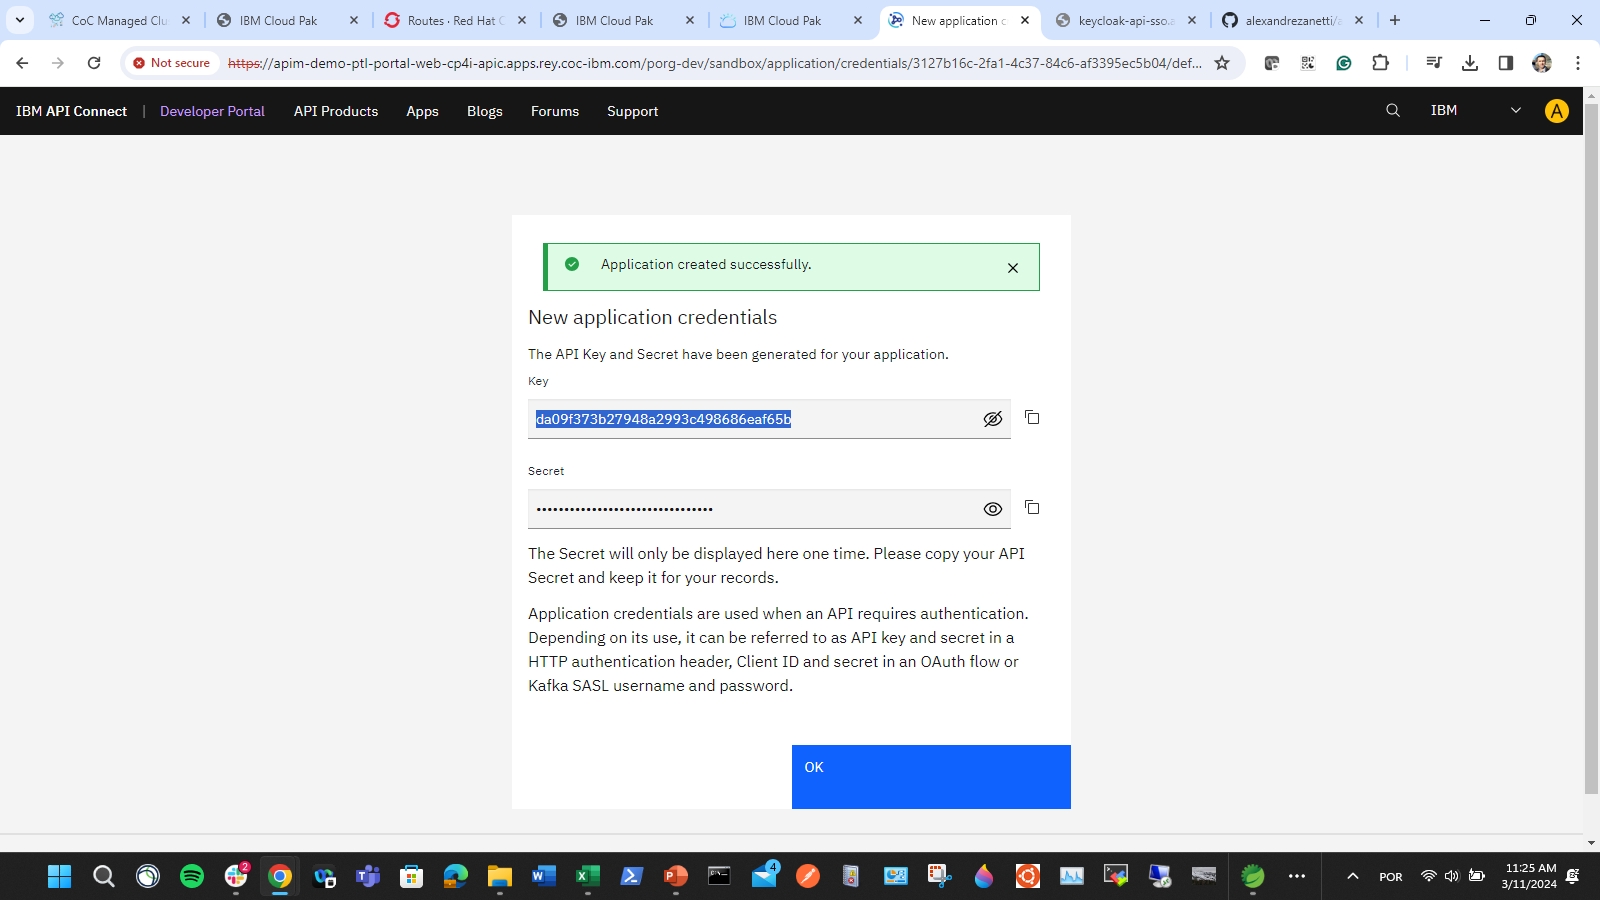 CoC Managed Clu
IBM Cloud Pak
Routes · Red Hat C
IBM Cloud Pak
IBM Cloud Pak
New application c
keycloak-api-sso.a
alexandrezanetti/a
Not secure
https://apim-demo-ptl-portal-web-cp4i-apic.apps.rey.coc-ibm.com/porg-dev/sandbox/application/credentials/3127b16c-2fa1-4c37-84c6-af3395ec5b04/def...
IBM API Connect | Developer Portal API Products Apps Blogs Forums Support IBM A
Application created successfully.
New application credentials
The API Key and Secret have been generated for your application.
Key
da09f373b27948a2993c498686eaf65b
Secret
••••••••••••••••••••••••••••••••
The Secret will only be displayed here one time. Please copy your API
Secret and keep it for your records.
Application credentials are used when an API requires authentication.
Depending on its use, it can be referred to as API key and secret in a
HTTP authentication header, Client ID and secret in an OAuth flow or
Kafka SASL username and password.
OK
2
4
POR
11:25 AM
3/11/2024